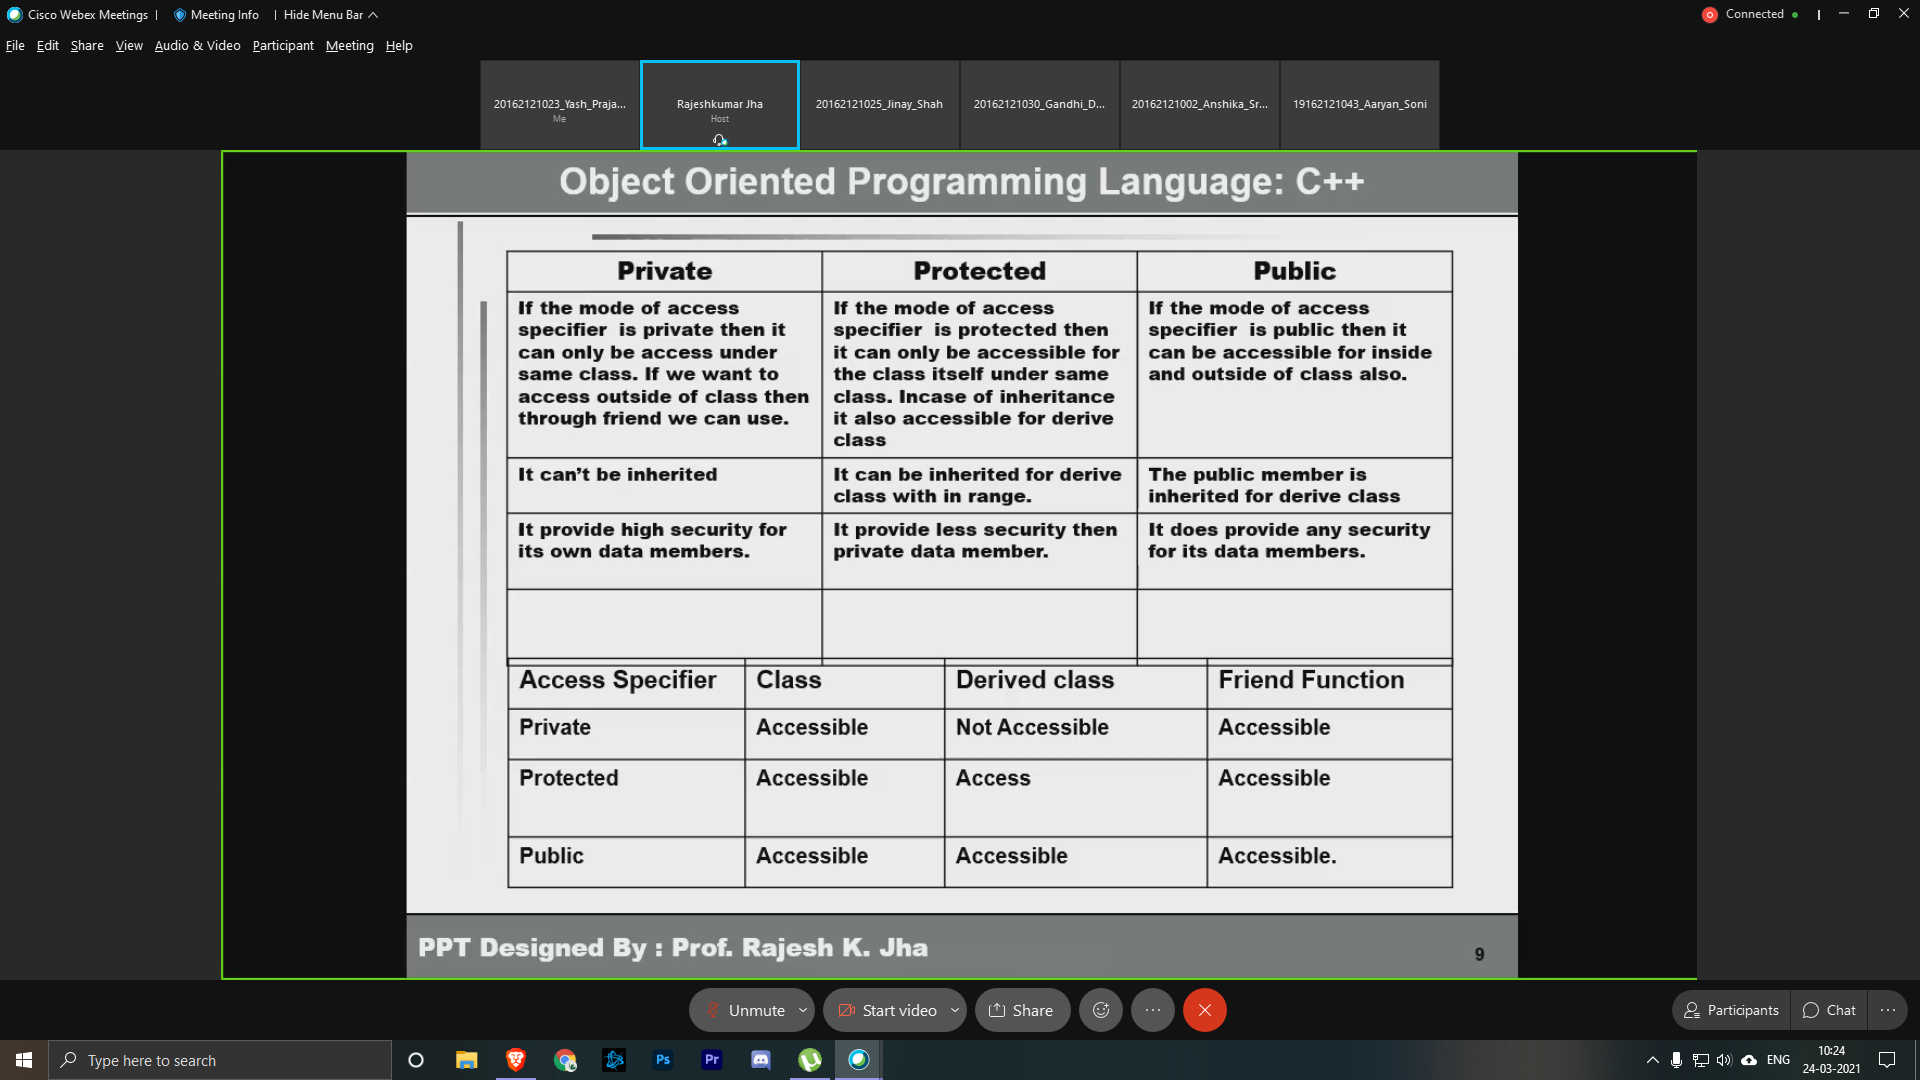 Cisco Webex Meetings | Meeting Info | Hide Menu Bar Connected
File Edit Share View Audio & Video Participant Meeting Help
20162121023_Yash_Praja...
Me
Rajeshkumar Jha
Host
20162121025_Jinay_Shah
20162121030_Gandhi_D...
20162121002_Anshika_Sr...
19162121043_Aaryan_Soni
Object Oriented Programming Language: C++
Private
Protected
Public
If the mode of access
specifier is private then it
can only be access under
same class. If we want to
access outside of class then
through friend we can use.
If the mode of access
specifier is protected then
it can only be accessible for
the class itself under same
class. Incase of inheritance
it also accessible for derive
class
If the mode of access
specifier is public then it
can be accessible for inside
and outside of class also.
It can’t be inherited
It can be inherited for derive
class with in range.
The public member is
inherited for derive class
It provide high security for
its own data members.
It provide less security then
private data member.
It does provide any security
for its data members.
Access Specifier Class Derived class Friend Function
Private Accessible Not Accessible Accessible
Protected Accessible Access Accessible
Public Accessible Accessible Accessible.
PPT Designed By : Prof. Rajesh K. Jha
9
Unmute Start video Share
Participants Chat
Type here to search
Ps Pr
ENG
10:24
24-03-2021